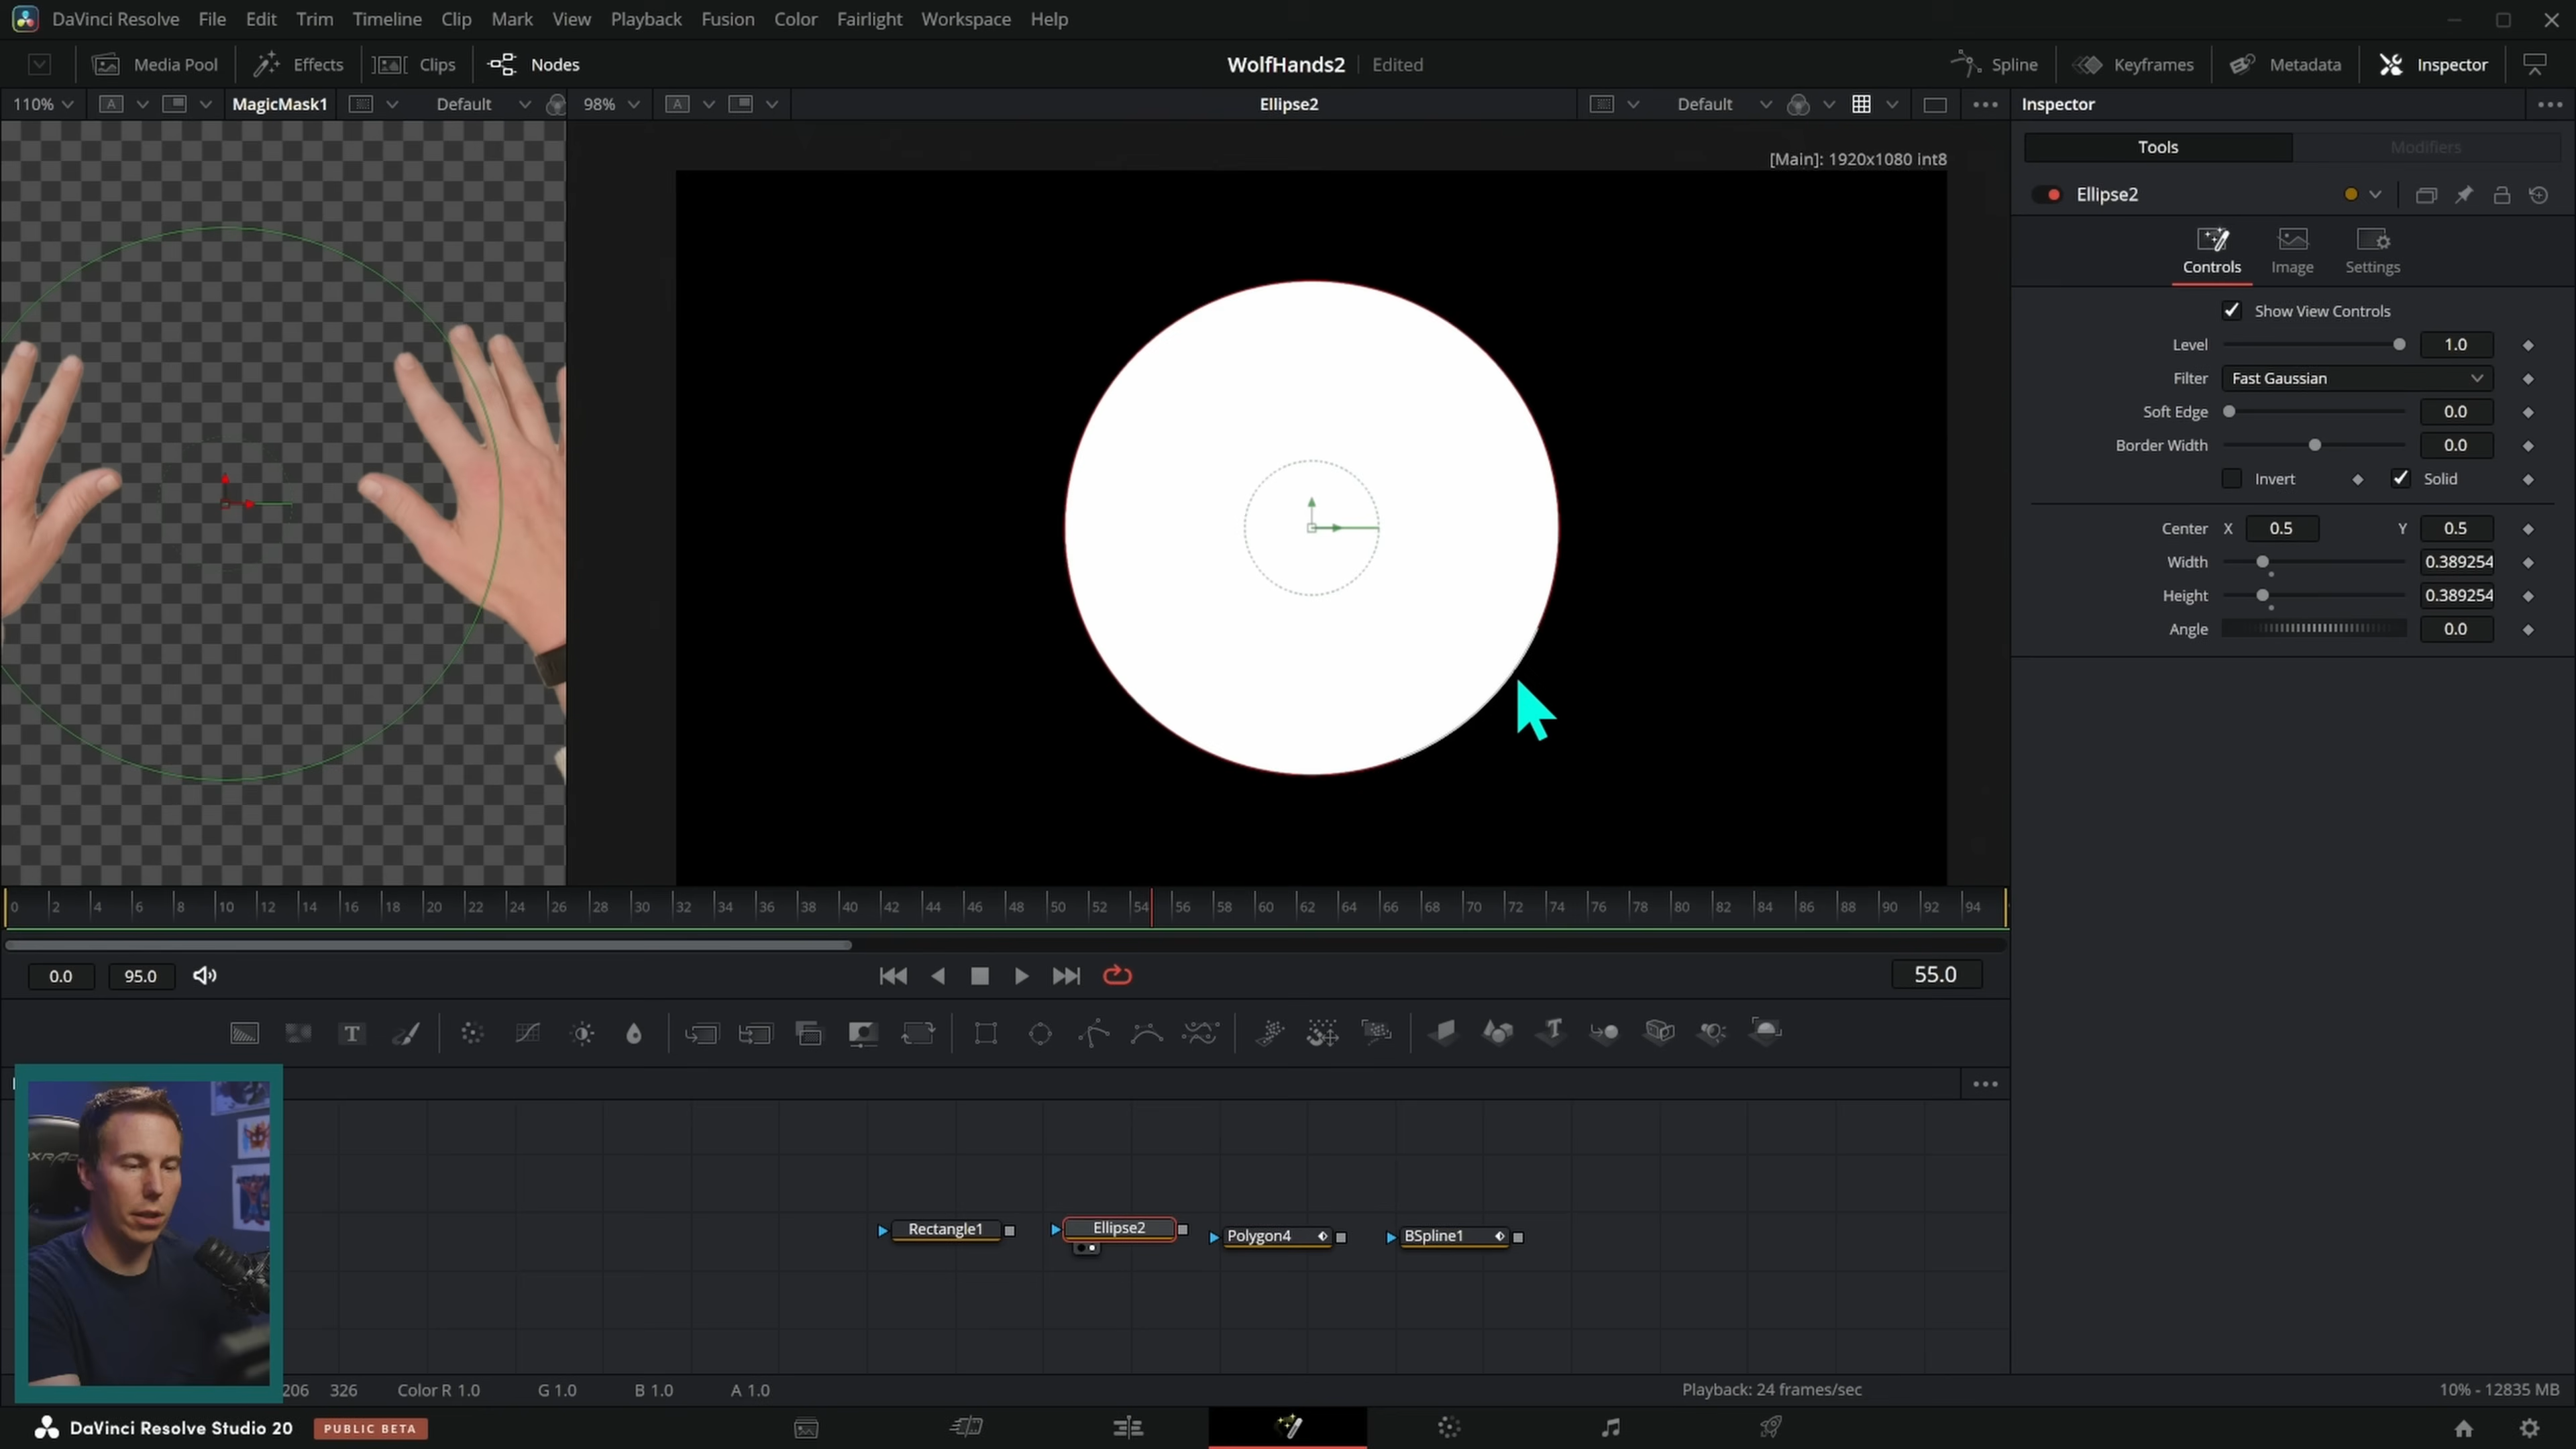 DaVinci Resolve File Edit Trim Timeline Clip Mark View Playback Fusion Color Fairlight Workspace Help
Media Pool Effects Clips Nodes WolfHands2 Edited Spline Keyframes Metadata Inspector
110% A MagicMask1 Default 98% A Ellipse2 Default Inspector
Tools Modifiers
[Main]: 1920x1080 int8
Ellipse2
Controls Image Settings
Show View Controls
Level 1.0
Filter Fast Gaussian
Soft Edge 0.0
Border Width 0.0
Invert Solid
Center X 0.5 Y 0.5
Width 0.389254
Height 0.389254
Angle 0.0
0 2 4 6 8 10 12 14 16 18 20 22 24 26 28 30 32 34 36 38 40 42 44 46 48 50 52 54 56 58 60 62 64 66 68 70 72 74 76 78 80 82 84 86 88 90 92 94
0.0 95.0 55.0
T
Rectangle1 Ellipse2 Polygon4 BSpline1
206 326 Color R 1.0 G 1.0 B 1.0 A 1.0 Playback: 24 frames/sec 10% - 12835 MB
DaVinci Resolve Studio 20 PUBLIC BETA